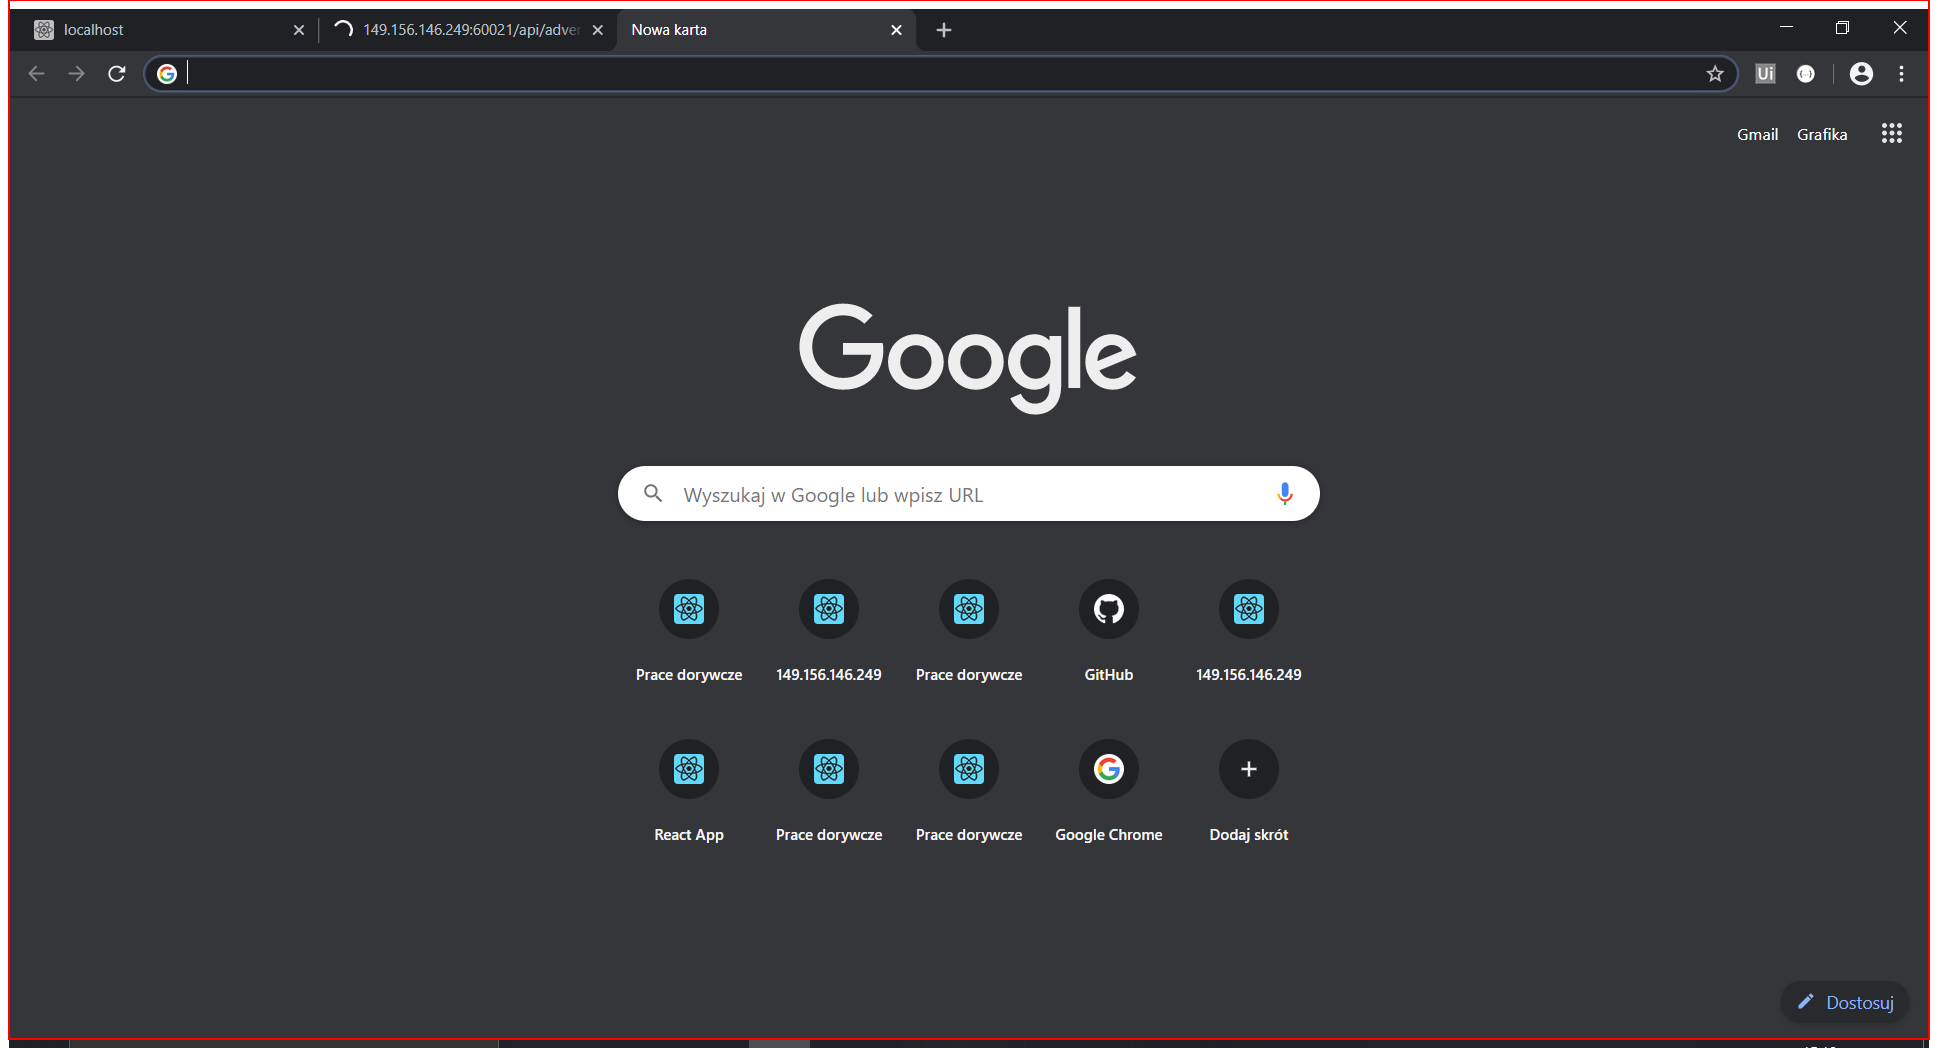 localhost
149.156.146.249:60021/api/adver
Nowa karta
Ui
Gmail Grafika
Google
Wyszukaj w Google lub wpisz URL
Prace dorywcze 149.156.146.249 Prace dorywcze GitHub 149.156.146.249
React App Prace dorywcze Prace dorywcze Google Chrome Dodaj skrót
Dostosuj